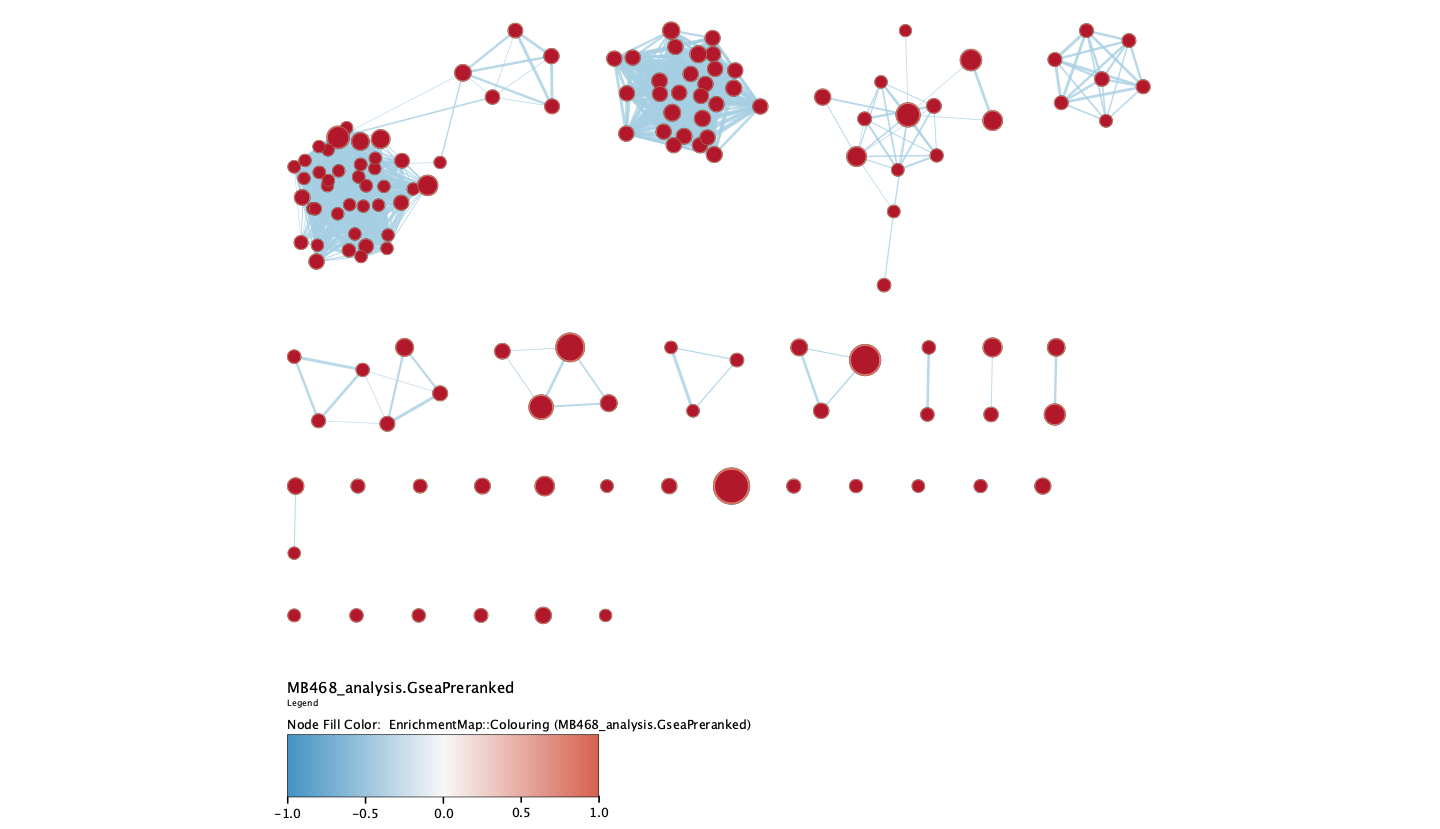 MB468_analysis.GseaPreranked
Legend
Node Fill Color: EnrichmentMap::Colouring (MB468_analysis.GseaPreranked)
−1.0 −0.5 0.0 0.5 1.0